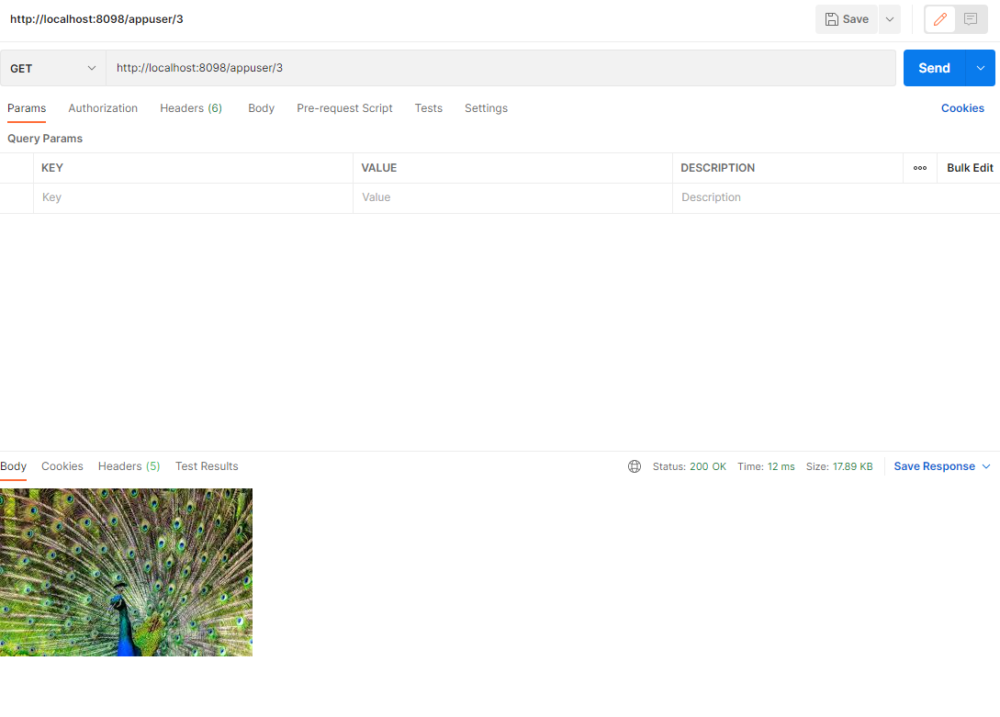 http://localhost:8098/appuser/3 Save
GET http://localhost:8098/appuser/3 Send
Params Authorization Headers (6) Body Pre-request Script Tests Settings Cookies
Query Params
KEY VALUE DESCRIPTION Bulk Edit
Key Value Description
Body Cookies Headers (5) Test Results Status: 200 OK Time: 12 ms Size: 17.89 KB Save Response